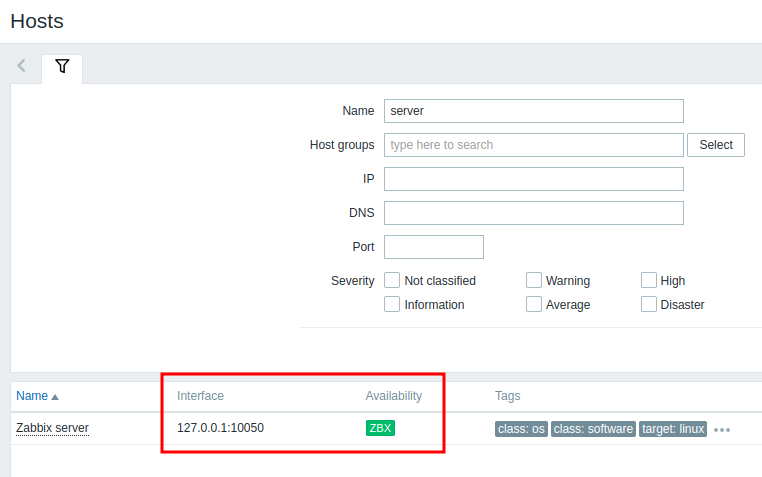 Hosts
Name server
Host groups type here to search Select
IP
DNS
Port
Severity Not classified Warning High
Information Average Disaster
Name Interface Availability Tags
Zabbix server 127.0.0.1:10050 ZBX class: os class: software target: linux •••